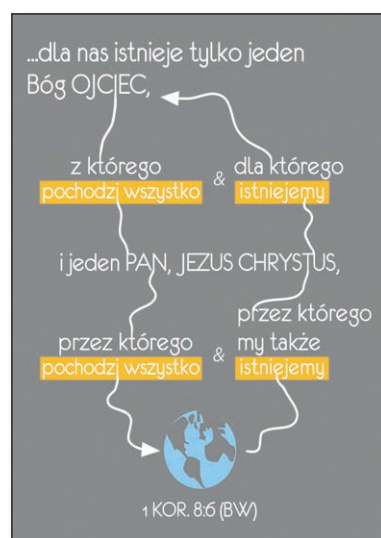 ...dla nas istnieje tylko jeden
Bóg OJCIEC,
z którego & dla którego
pochodzi wszystko istniejemy
i jeden PAN, JEZUS CHRYSTUS,
przez którego
przez którego & my także
pochodzi wszystko istniejemy
1 KOR. 8:6 (BW)